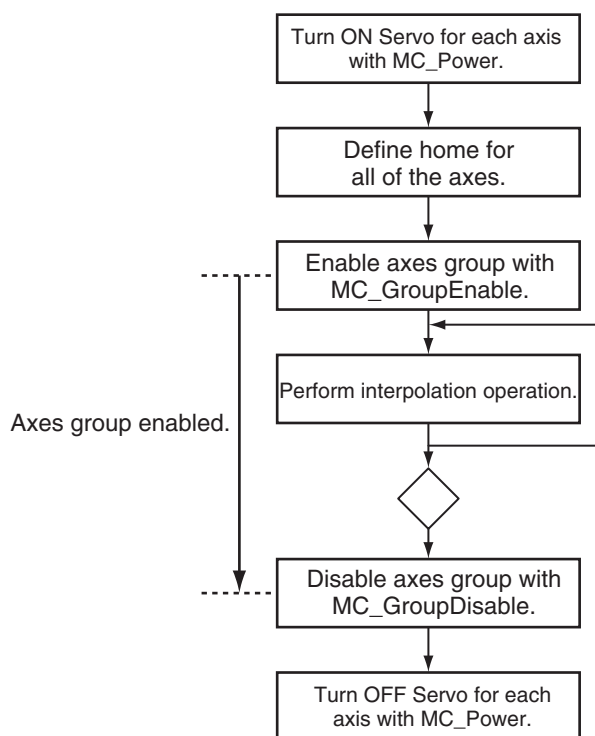 Turn ON Servo for each axis
with MC_Power.
Define home for
all of the axes.
Enable axes group with
MC_GroupEnable.
Perform interpolation operation.
Axes group enabled.
Disable axes group with
MC_GroupDisable.
Turn OFF Servo for each
axis with MC_Power.